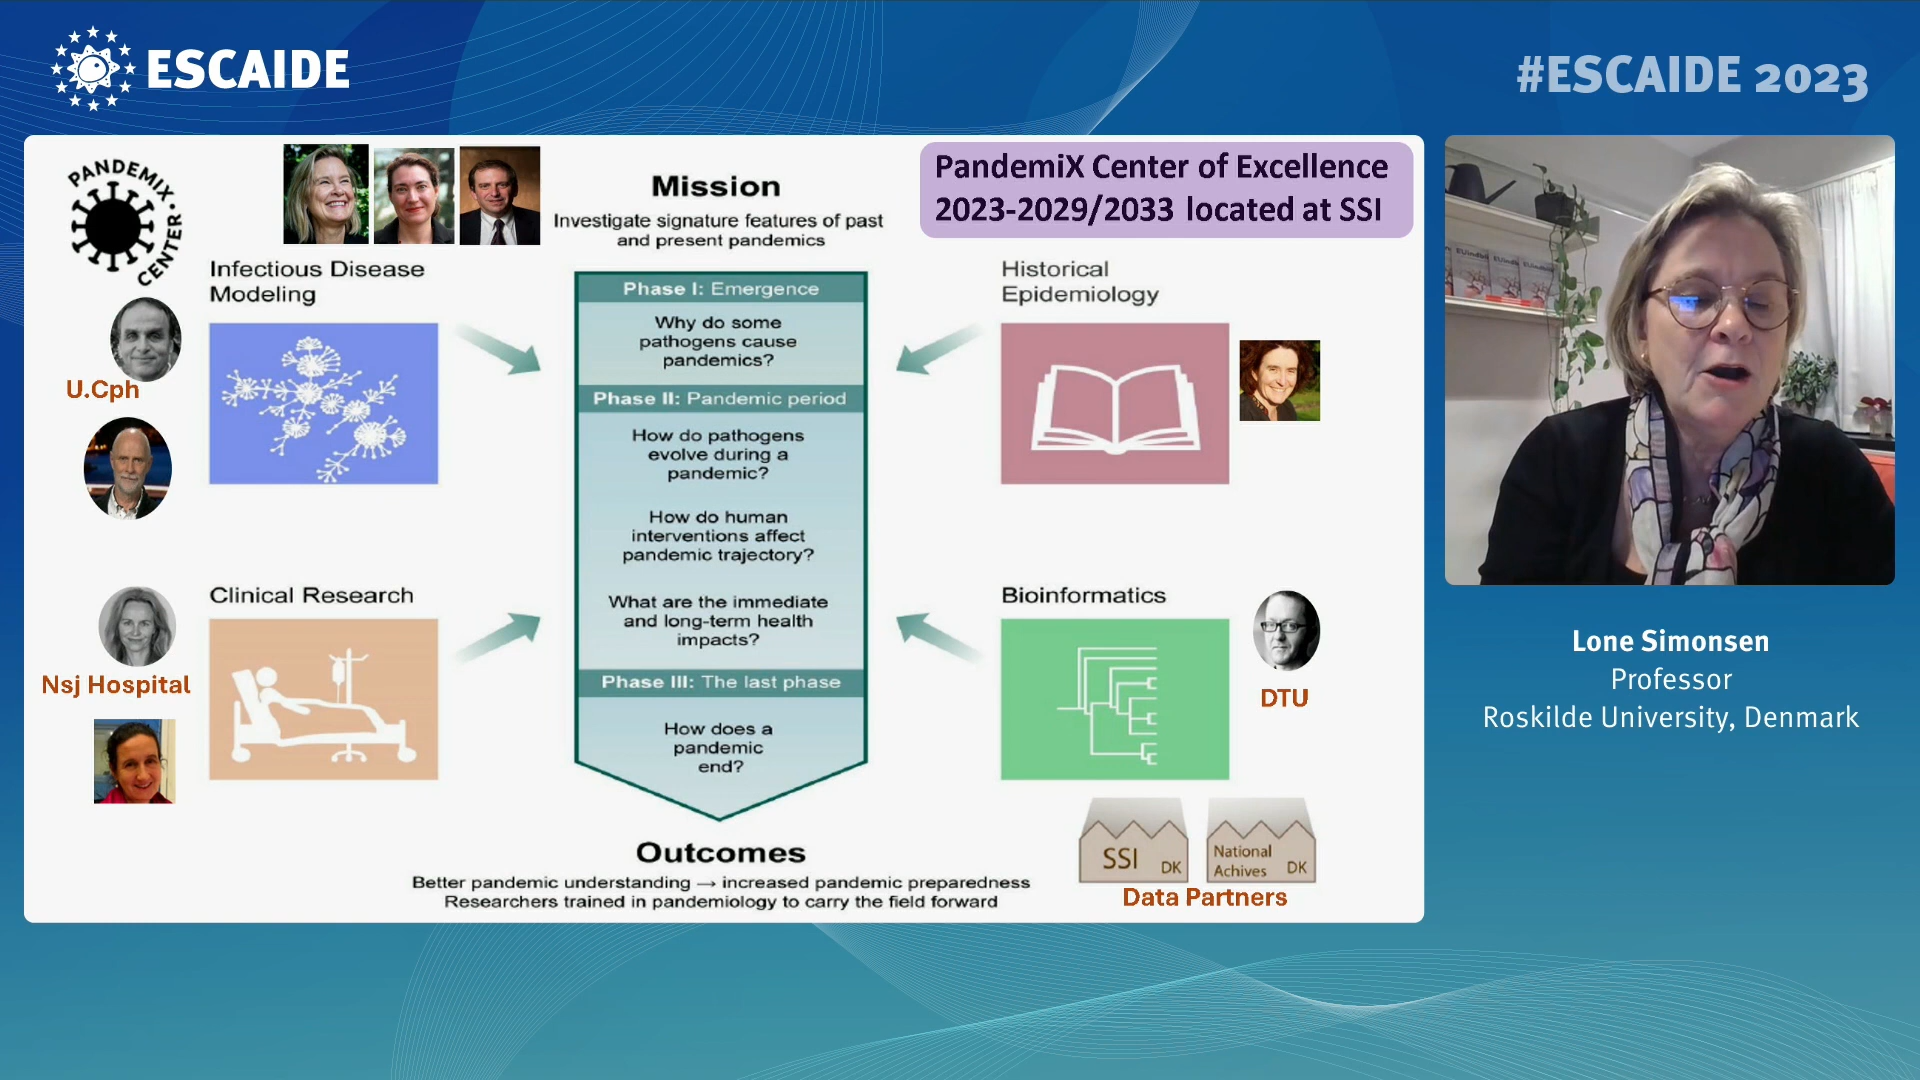 ESCAIDE
#ESCAIDE 2023
PANDEMIX • CENTER
Mission
Investigate signature features of past
and present pandemics
PandemiX Center of Excellence
2023-2029/2033 located at SSI
Infectious Disease
Modeling
U.Cph
Historical
Epidemiology
Phase I: Emergence
Why do some
pathogens cause
pandemics?
Phase II: Pandemic period
How do pathogens
evolve during a
pandemic?
How do human
interventions affect
pandemic trajectory?
What are the immediate
and long-term health
impacts?
Phase III: The last phase
How does a
pandemic
end?
Clinical Research
Nsj Hospital
Bioinformatics
DTU
SSI DK
National
Achives DK
Data Partners
Outcomes
Better pandemic understanding → increased pandemic preparedness
Researchers trained in pandemiology to carry the field forward
Lone Simonsen
Professor
Roskilde University, Denmark